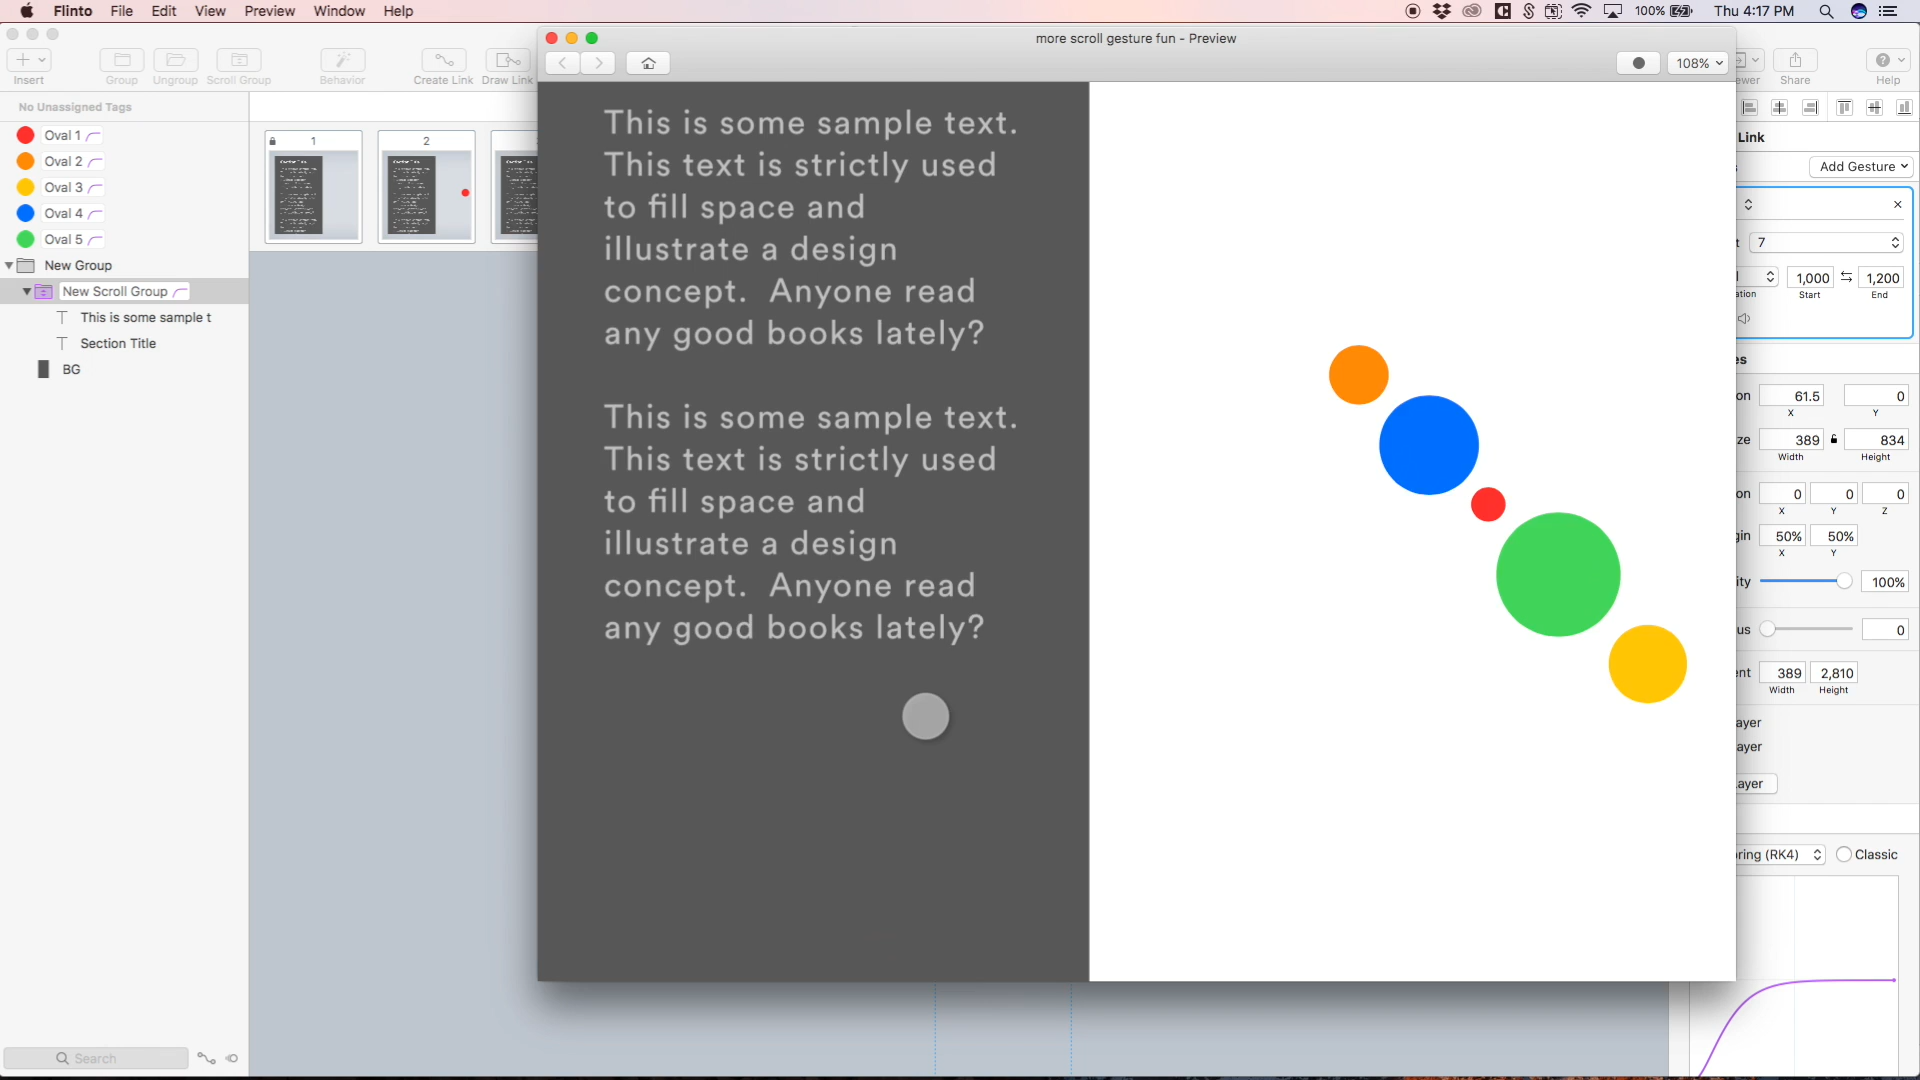 Flinto File Edit View Preview Window Help
100% Thu 4:17 PM
more scroll gesture fun - Preview
108%
Insert Group Ungroup Scroll Group Behavior Create Link Draw Link
Share Help
No Unassigned Tags
Oval 1
Oval 2
Oval 3
Oval 4
Oval 5
New Group
New Scroll Group
This is some sample t
Section Title
BG
Search
1
2
This is some sample text.
This text is strictly used
to fill space and
illustrate a design
concept. Anyone read
any good books lately?
This is some sample text.
This text is strictly used
to fill space and
illustrate a design
concept. Anyone read
any good books lately?
Link
Add Gesture
7
1,000 1,200
Start End
61.5 0
X Y
389 834
Width Height
0 0 0
X Y Z
50% 50%
X Y
100%
0
389 2,810
Width Height
ayer
ayer
ayer
ring (RK4) Classic